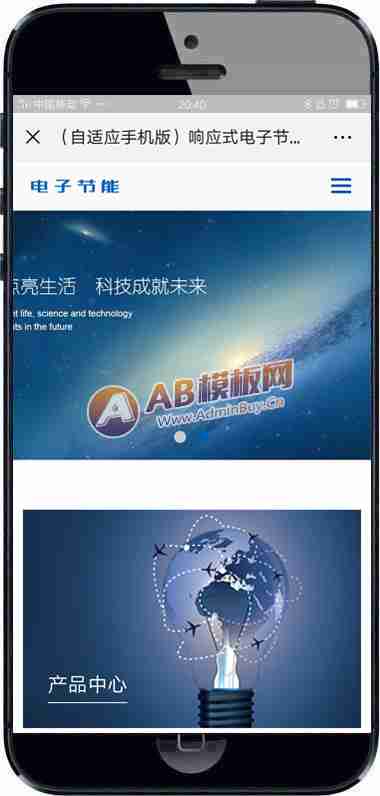 中国移动
20:40
（自适应手机版）响应式电子节...
电子节能
点亮生活 科技成就未来
t life, science and technology
its in the future
AB模板网
Www.AdminBuy.Cn
产品中心